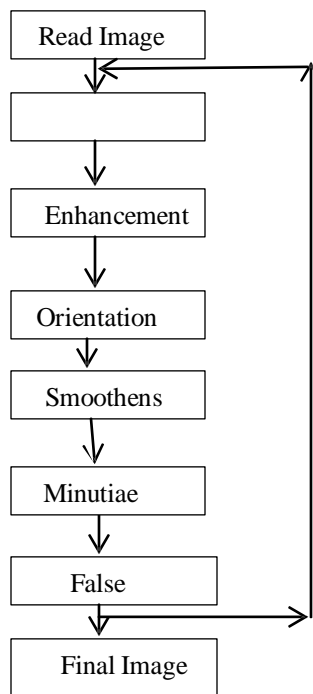 Read Image
Enhancement
Orientation
Smoothens
Minutiae
False
Final Image